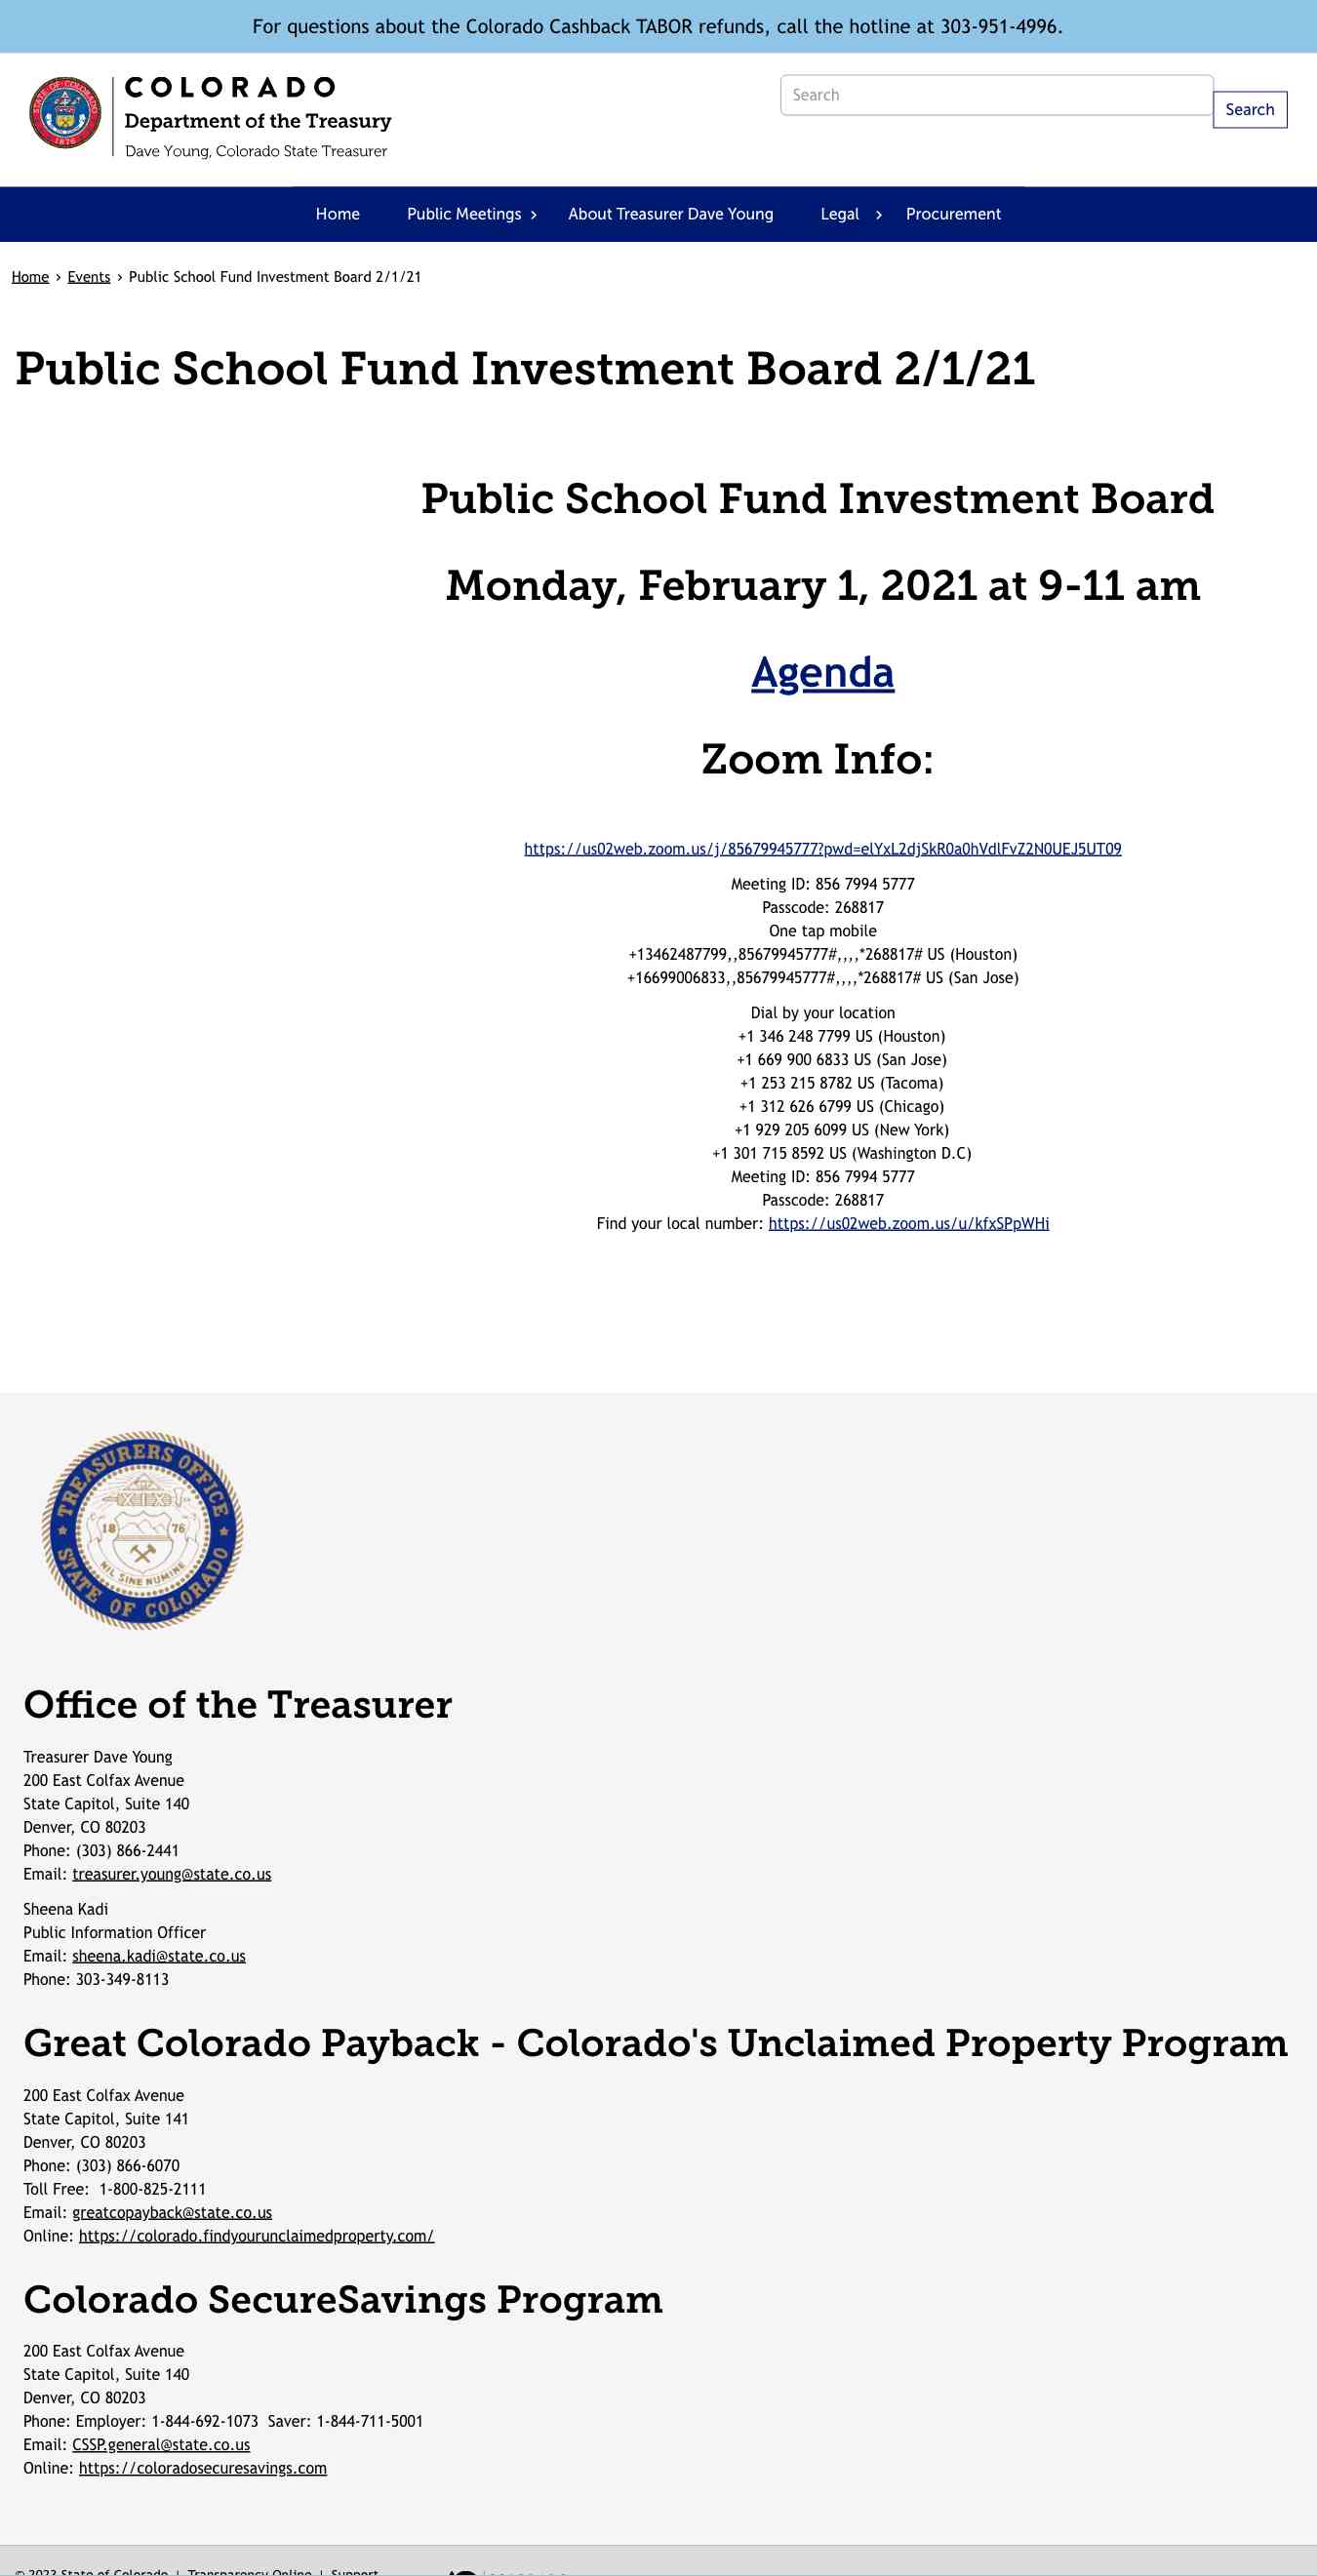 For questions about the Colorado Cashback TABOR refunds, call the hotline at 303-951-4996.
COLORADO
Department of the Treasury
Dave Young, Colorado State Treasurer
Search
Search
Home Public Meetings › About Treasurer Dave Young Legal › Procurement
Home › Events › Public School Fund Investment Board 2/1/21
Public School Fund Investment Board 2/1/21
Public School Fund Investment Board
Monday, February 1, 2021 at 9-11 am
Agenda
Zoom Info:
https://us02web.zoom.us/j/85679945777?pwd=elYxL2djSkR0a0hVdlFvZ2N0UEJ5UT09
Meeting ID: 856 7994 5777
Passcode: 268817
One tap mobile
+13462487799,,85679945777#,,,,*268817# US (Houston)
+16699006833,,85679945777#,,,,*268817# US (San Jose)
Dial by your location
+1 346 248 7799 US (Houston)
+1 669 900 6833 US (San Jose)
+1 253 215 8782 US (Tacoma)
+1 312 626 6799 US (Chicago)
+1 929 205 6099 US (New York)
+1 301 715 8592 US (Washington D.C)
Meeting ID: 856 7994 5777
Passcode: 268817
Find your local number: https://us02web.zoom.us/u/kfxSPpWHi
TREASURERS OFFICE
18 76
NIL SINE NUMINE
STATE OF COLORADO
Office of the Treasurer
Treasurer Dave Young
200 East Colfax Avenue
State Capitol, Suite 140
Denver, CO 80203
Phone: (303) 866-2441
Email: treasurer.young@state.co.us
Sheena Kadi
Public Information Officer
Email: sheena.kadi@state.co.us
Phone: 303-349-8113
Great Colorado Payback - Colorado's Unclaimed Property Program
200 East Colfax Avenue
State Capitol, Suite 141
Denver, CO 80203
Phone: (303) 866-6070
Toll Free:  1-800-825-2111
Email: greatcopayback@state.co.us
Online: https://colorado.findyourunclaimedproperty.com/
Colorado SecureSavings Program
200 East Colfax Avenue
State Capitol, Suite 140
Denver, CO 80203
Phone: Employer: 1-844-692-1073  Saver: 1-844-711-5001
Email: CSSP.general@state.co.us
Online: https://coloradosecuresavings.com
© 2023 State of Colorado | Transparency Online | Support